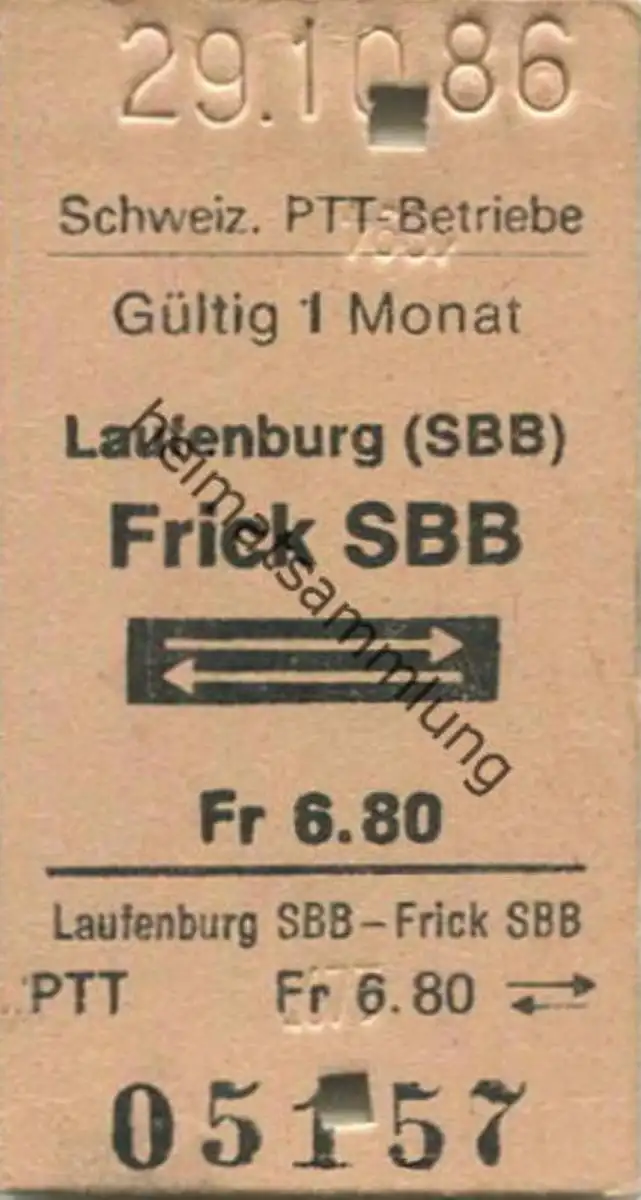 29.10.86
Schweiz. PTT-Betriebe
Gültig 1 Monat
Laufenburg (SBB)
Frick SBB
heimatsammlung
Fr 6.80
Laufenburg SBB – Frick SBB
PTT Fr 6.80
05157